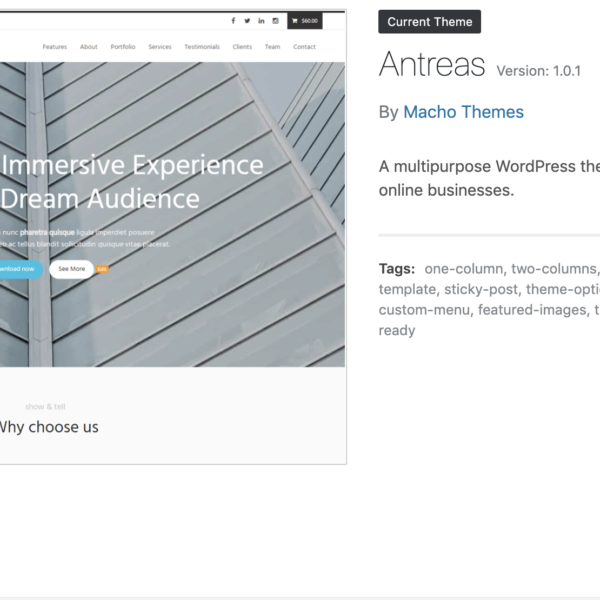 $60.00
Features About Portfolio Services Testimonials Clients Team Contact
Immersive Experience
Dream Audience
nunc pharetra quisque ligula imperdiet posuere
ac tellus blandit sollicitudin quisque vitae placerat.
now
See More
show & tell
Why choose us
Current Theme
Antreas Version: 1.0.1
By Macho Themes
A multipurpose WordPress the
online businesses.
Tags: one-column, two-columns,
template, sticky-post, theme-opti
custom-menu, featured-images, t
ready